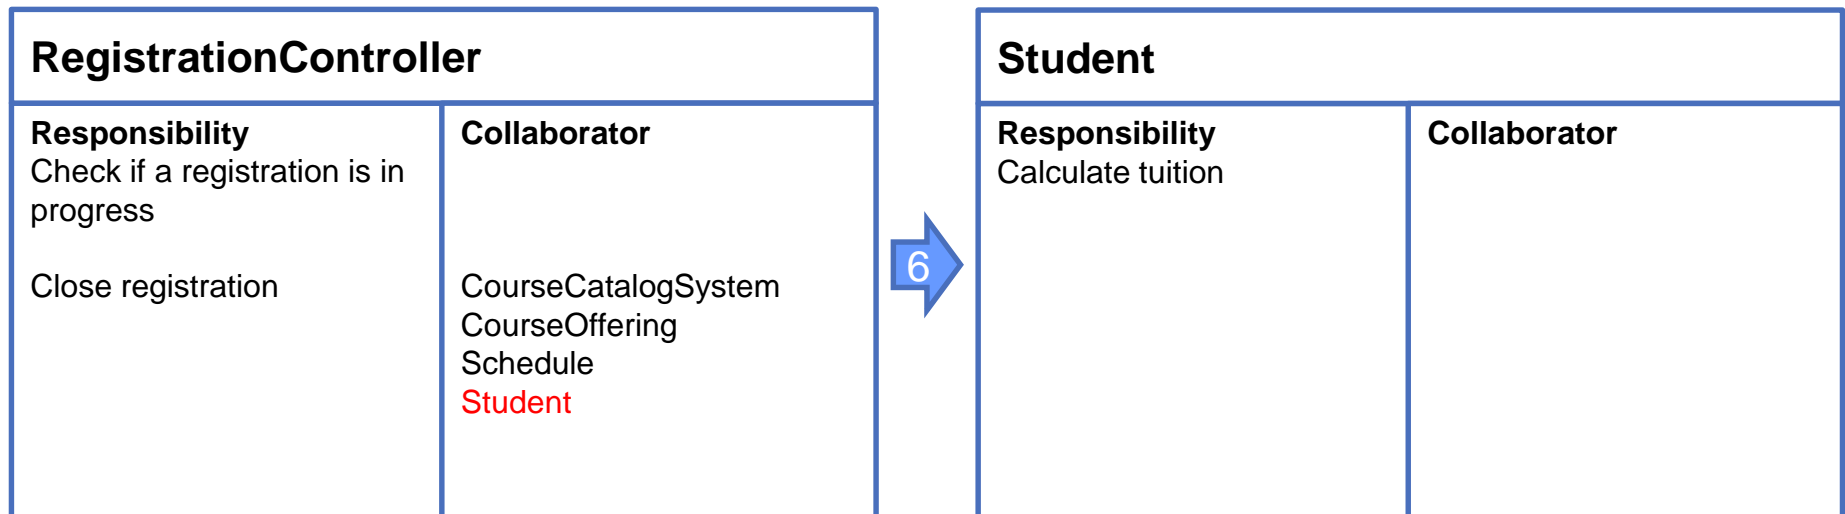 RegistrationController
Responsibility
Check if a registration is in
progress
Close registration
Collaborator
CourseCatalogSystem
CourseOffering
Schedule
Student
6
Student
Responsibility
Calculate tuition
Collaborator